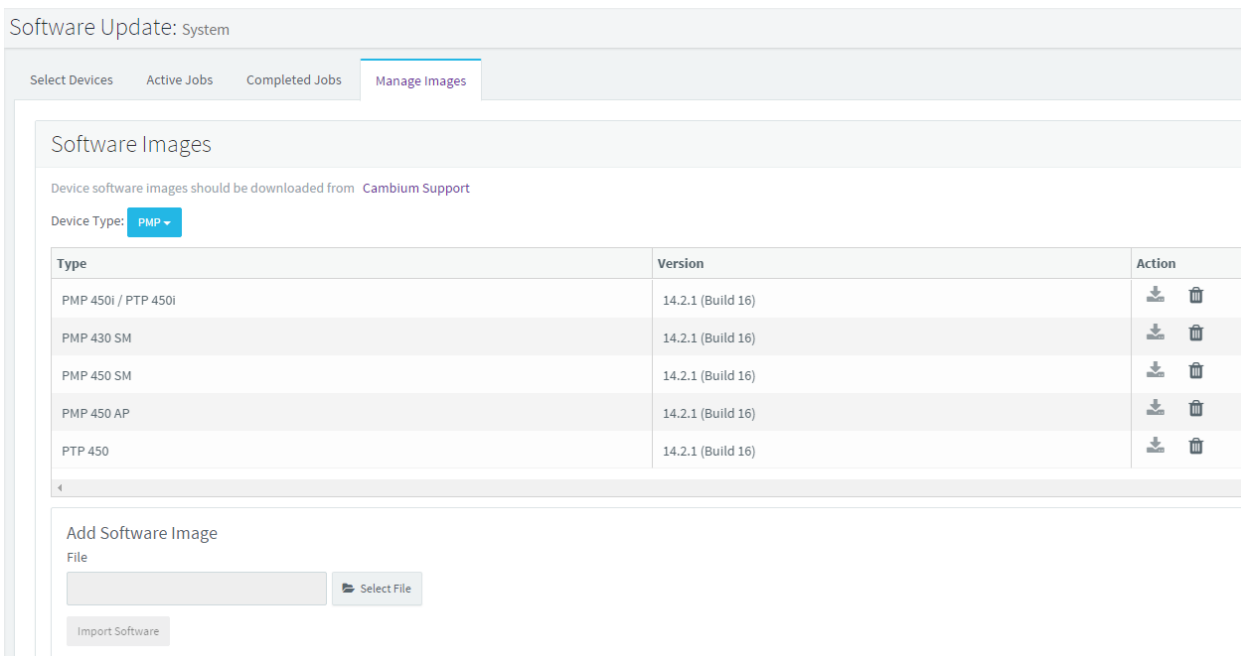 Software Update: System
Select Devices Active Jobs Completed Jobs Manage Images
Software Images
Device software images should be downloaded from Cambium Support
Device Type: PMP
Type Version Action
PMP 450i / PTP 450i 14.2.1 (Build 16)
PMP 430 SM 14.2.1 (Build 16)
PMP 450 SM 14.2.1 (Build 16)
PMP 450 AP 14.2.1 (Build 16)
PTP 450 14.2.1 (Build 16)
Add Software Image
File
Select File
Import Software